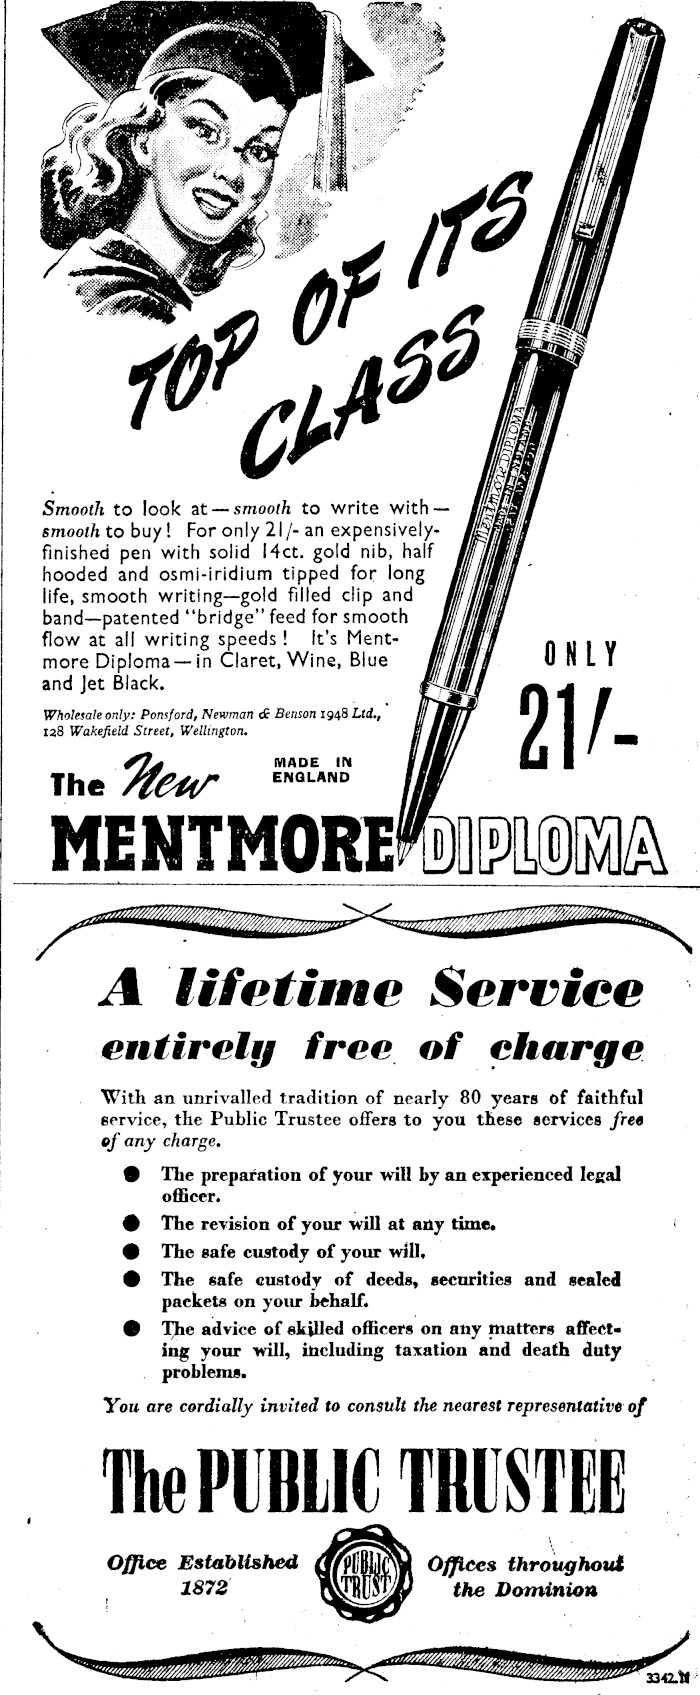 TOP OF ITS
CLASS
Mentmore DIPLOMA
MADE IN ENGLAND
Smooth to look at — smooth to write with —
smooth to buy! For only 21/- an expensively-
finished pen with solid 14ct. gold nib, half
hooded and osmi-iridium tipped for long
life, smooth writing—gold filled clip and
band—patented "bridge" feed for smooth
flow at all writing speeds! It's Ment-
more Diploma — in Claret, Wine, Blue
and Jet Black.
Wholesale only: Ponsford, Newman & Benson 1948 Ltd.,
128 Wakefield Street, Wellington.
ONLY
21/-
The New
MADE IN
ENGLAND
MENTMORE DIPLOMA
A lifetime Service
entirely free of charge
With an unrivalled tradition of nearly 80 years of faithful
service, the Public Trustee offers to you these services free
of any charge.
● The preparation of your will by an experienced legal
officer.
● The revision of your will at any time.
● The safe custody of your will.
● The safe custody of deeds, securities and sealed
packets on your behalf.
● The advice of skilled officers on any matters affect-
ing your will, including taxation and death duty
problems.
You are cordially invited to consult the nearest representative of
The PUBLIC TRUSTEE
Office Established
1872
PUBLIC
TRUST
Offices throughout
the Dominion
3342.N